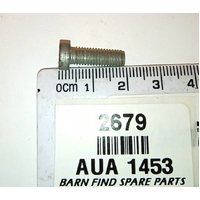 0CM 1 2 3 4
2679
AUA 1453
BARN FIND SPARE PARTS